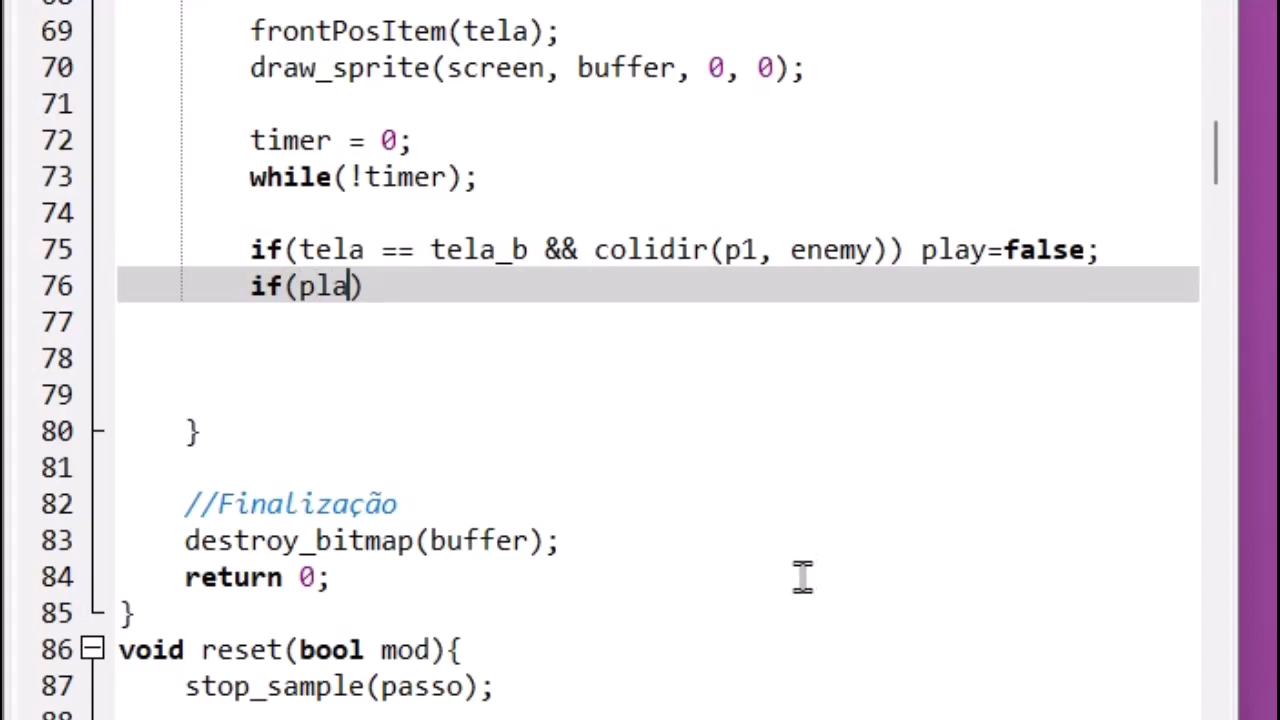 69 frontPosItem(tela);
70 draw_sprite(screen, buffer, 0, 0);
71
72 timer = 0;
73 while(!timer);
74
75 if(tela == tela_b && colidir(p1, enemy)) play=false;
76 if(pla)
77
78
79
80 }
81
82 //Finalização
83 destroy_bitmap(buffer);
84 return 0;
85 }
86 void reset(bool mod){
87 stop_sample(passo);